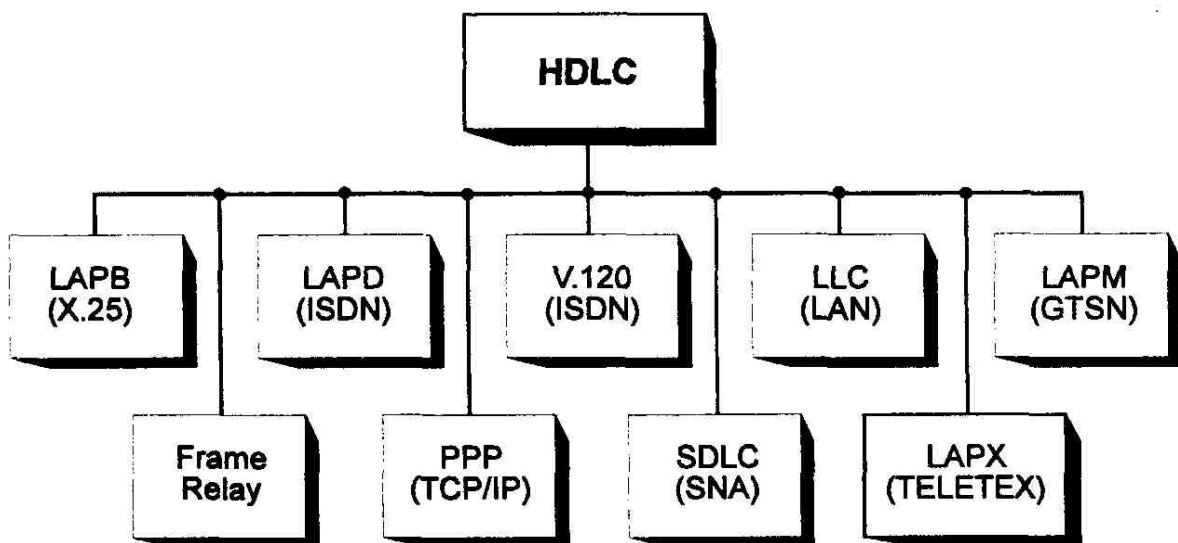 HDLC
LAPB
(X.25)
LAPD
(ISDN)
V.120
(ISDN)
LLC
(LAN)
LAPM
(GTSN)
Frame
Relay
PPP
(TCP/IP)
SDLC
(SNA)
LAPX
(TELETEX)